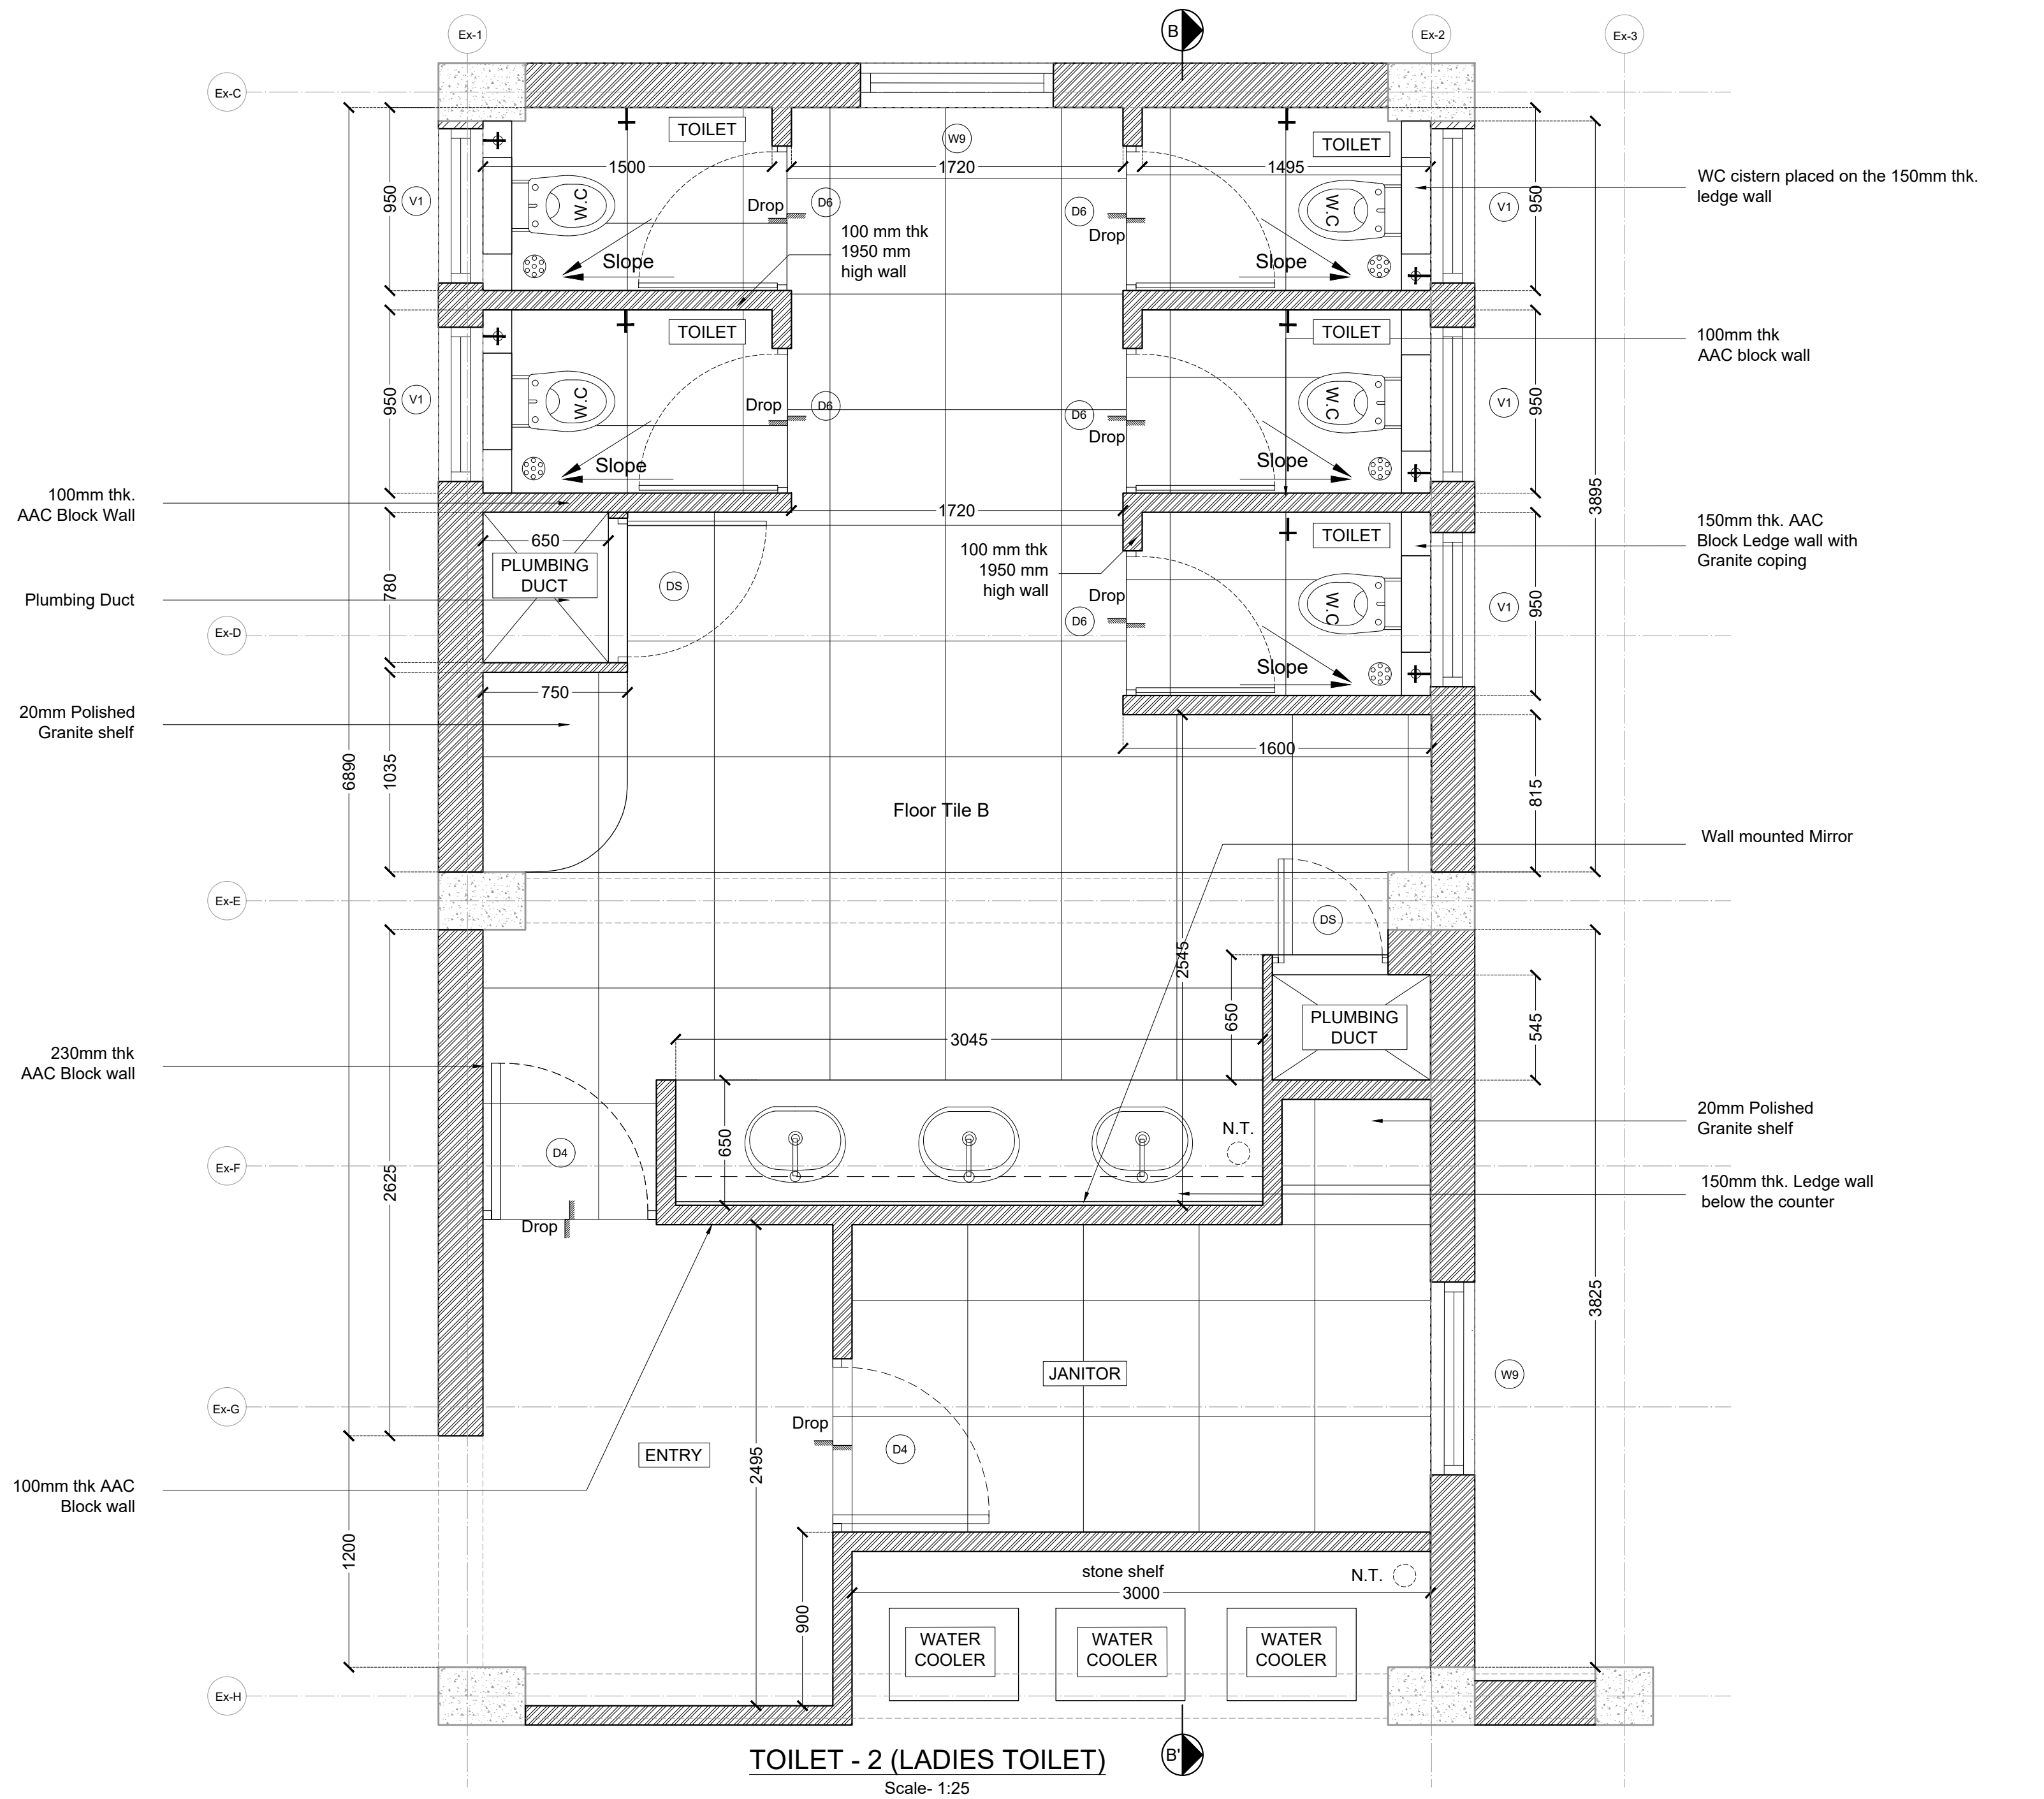 Ex-1
B
Ex-2
Ex-3
Ex-C
TOILET
W9
TOILET
1500
1720
1495
WC cistern placed on the 150mm thk.
ledge wall
950
V1
W.C
Drop
D6
D6
Drop
W.C
V1
950
100 mm thk
1950 mm
high wall
Slope
Slope
TOILET
TOILET
100mm thk
AAC block wall
950
V1
W.C
Drop
D6
D6
Drop
W.C
V1
950
Slope
Slope
100mm thk.
AAC Block Wall
3895
1720
650
PLUMBING
DUCT
DS
100 mm thk
1950 mm
high wall
TOILET
150mm thk. AAC
Block Ledge wall with
Granite coping
780
Plumbing Duct
Drop
D6
W.C
V1
950
Ex-D
Slope
750
20mm Polished
Granite shelf
6890
1035
1600
815
Floor Tile B
Wall mounted Mirror
Ex-E
DS
2545
650
PLUMBING
DUCT
545
3045
230mm thk
AAC Block wall
20mm Polished
Granite shelf
D4
650
N.T.
Ex-F
2625
150mm thk. Ledge wall
below the counter
Drop
3825
JANITOR
W9
Ex-G
Drop
D4
ENTRY
2495
100mm thk AAC
Block wall
1200
stone shelf
N.T.
3000
900
WATER
COOLER
WATER
COOLER
WATER
COOLER
Ex-H
TOILET - 2 (LADIES TOILET)
B'
Scale- 1:25